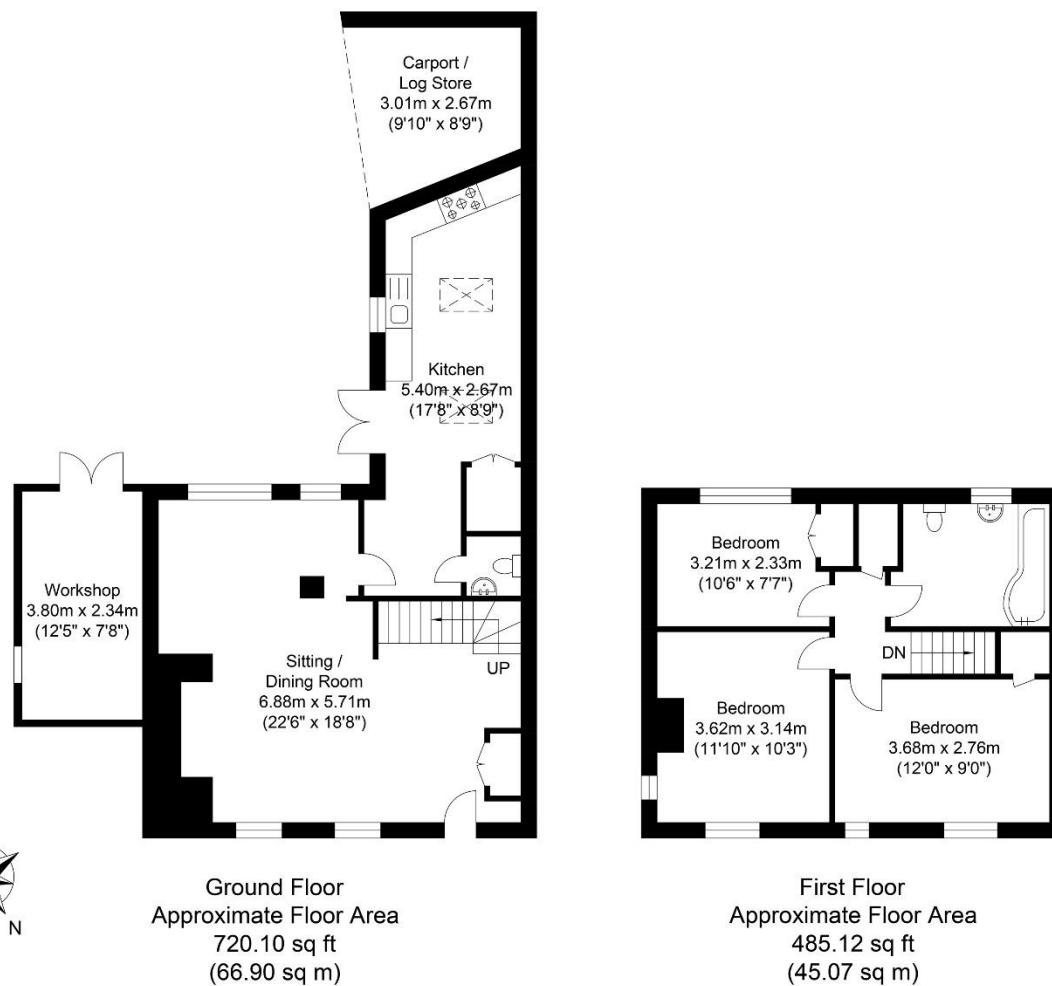 Carport /
Log Store
3.01m x 2.67m
(9'10" x 8'9")
Kitchen
5.40m x 2.67m
(17'8" x 8'9")
Workshop
3.80m x 2.34m
(12'5" x 7'8")
Sitting /
Dining Room
6.88m x 5.71m
(22'6" x 18'8")
UP
N
Ground Floor
Approximate Floor Area
720.10 sq ft
(66.90 sq m)
Bedroom
3.21m x 2.33m
(10'6" x 7'7")
DN
Bedroom
3.62m x 3.14m
(11'10" x 10'3")
Bedroom
3.68m x 2.76m
(12'0" x 9'0")
First Floor
Approximate Floor Area
485.12 sq ft
(45.07 sq m)